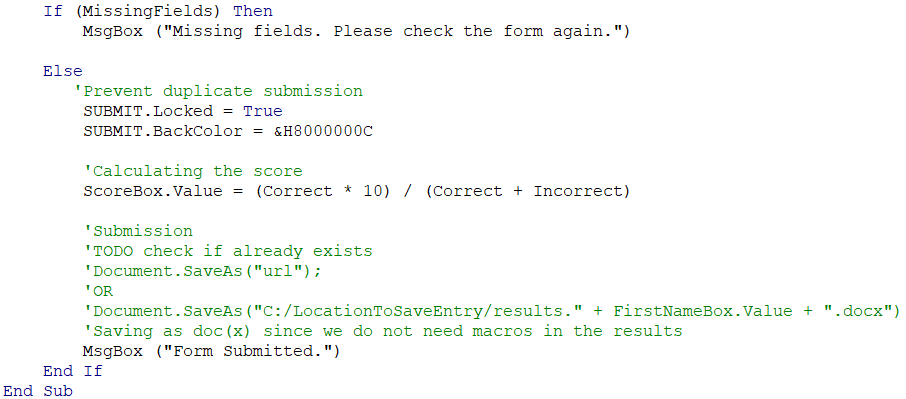 If (MissingFields) Then
MsgBox ("Missing fields. Please check the form again.")
Else
'Prevent duplicate submission
SUBMIT.Locked = True
SUBMIT.BackColor = &H8000000C
'Calculating the score
ScoreBox.Value = (Correct * 10) / (Correct + Incorrect)
'Submission
'TODO check if already exists
'Document.SaveAs("url");
'OR
'Document.SaveAs("C:/LocationToSaveEntry/results." + FirstNameBox.Value + ".docx")
'Saving as doc(x) since we do not need macros in the results
MsgBox ("Form Submitted.")
End If
End Sub